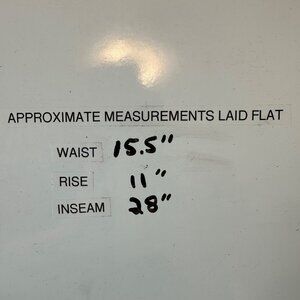 APPROXIMATE MEASUREMENTS LAID FLAT
WAIST 15.5"
RISE 11"
INSEAM 28"